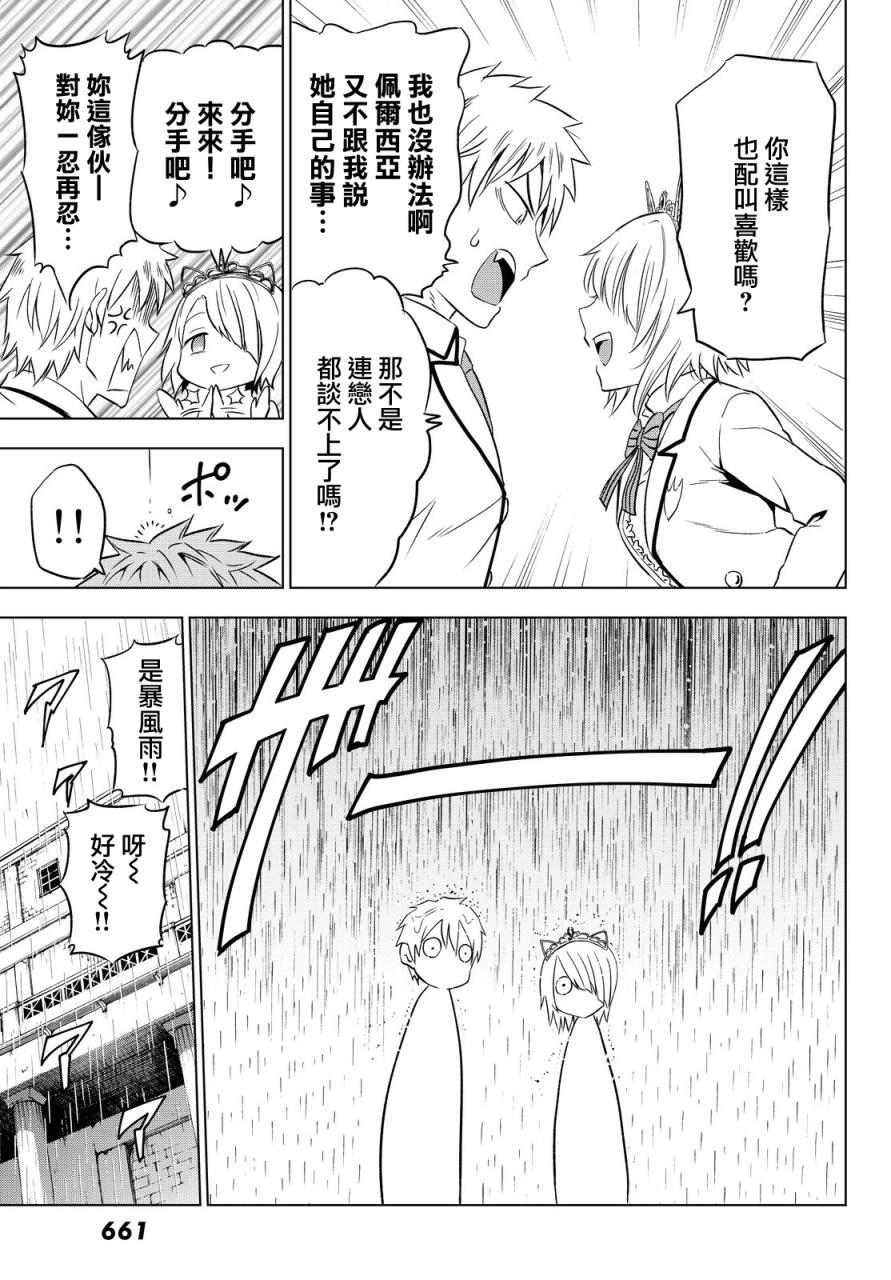 你這樣
也配叫喜歡嗎？
我也沒辦法啊
佩爾西亞
又不跟我說
她自己的事…
那不是
連戀人
都談不上了嗎!?
分手吧♪
來來！
分手吧♪
妳這傢伙—
對妳一忍再忍…
ポッ
!!
ザーー!!
是暴風雨!!
呀～
好冷～!!
661